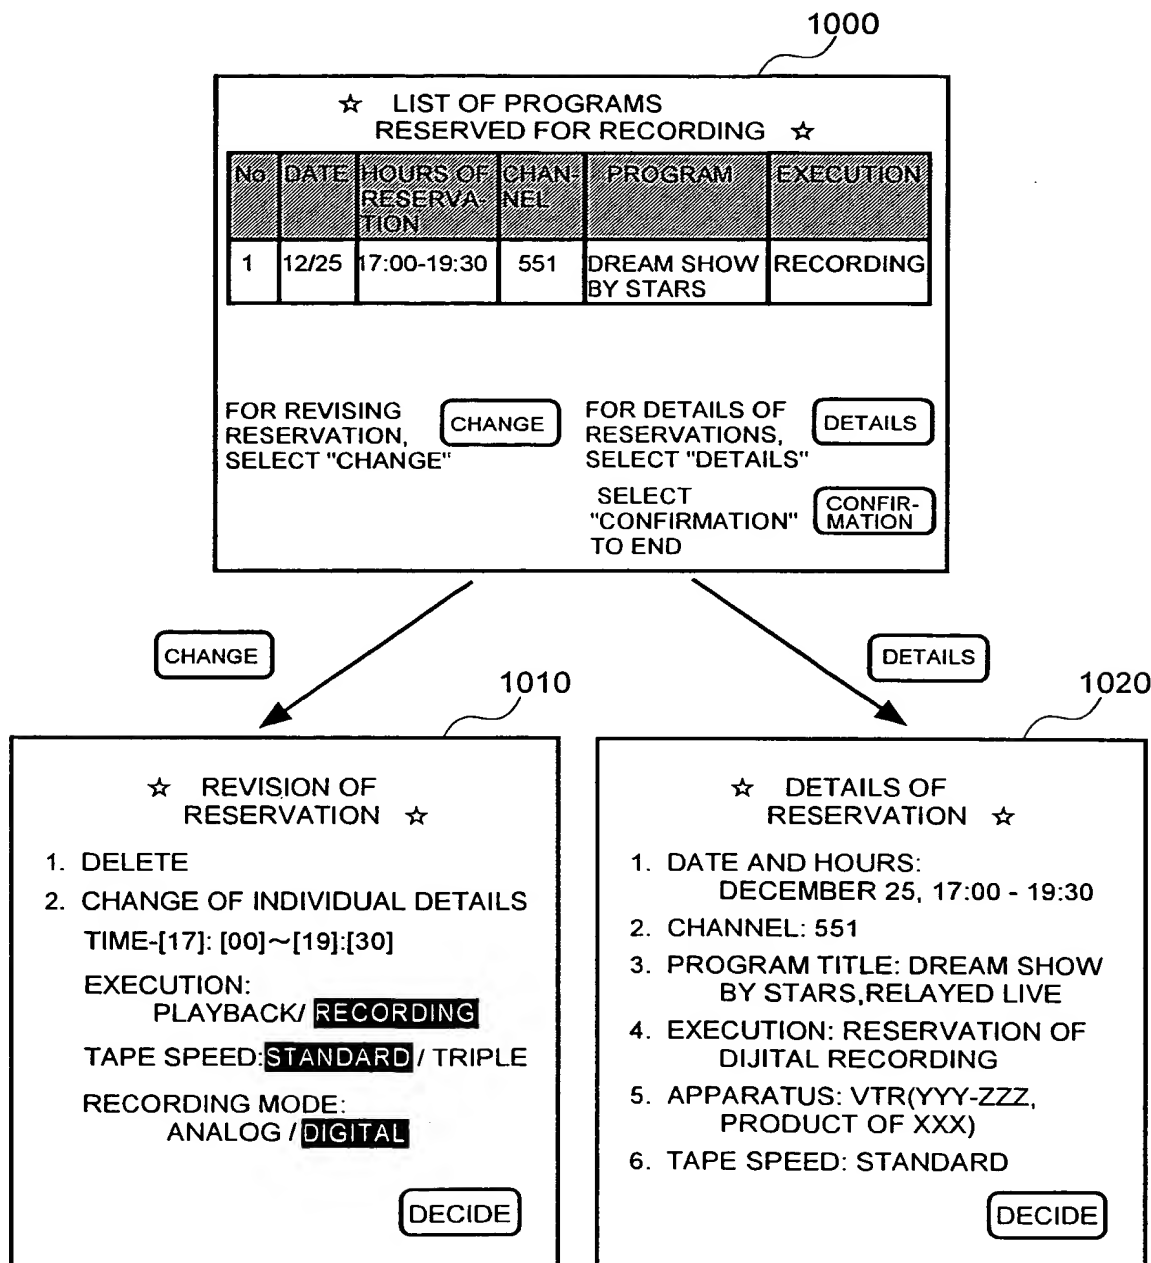 1000
☆ LIST OF PROGRAMS
RESERVED FOR RECORDING ☆
No. DATE HOURS OF RESERVA- TION CHAN- NEL PROGRAM EXECUTION
1 12/25 17:00-19:30 551 DREAM SHOW BY STARS RECORDING
FOR REVISING
RESERVATION,
SELECT "CHANGE"
CHANGE
FOR DETAILS OF
RESERVATIONS,
SELECT "DETAILS"
DETAILS
SELECT
"CONFIRMATION"
TO END
CONFIR-
MATION
CHANGE
DETAILS
1010
☆ REVISION OF
RESERVATION ☆
1. DELETE
2. CHANGE OF INDIVIDUAL DETAILS
TIME-[17]: [00]~[19]:[30]
EXECUTION:
PLAYBACK/ RECORDING
TAPE SPEED:STANDARD / TRIPLE
RECORDING MODE:
ANALOG / DIGITAL
DECIDE
1020
☆ DETAILS OF
RESERVATION ☆
1. DATE AND HOURS:
DECEMBER 25, 17:00 - 19:30
2. CHANNEL: 551
3. PROGRAM TITLE: DREAM SHOW
BY STARS,RELAYED LIVE
4. EXECUTION: RESERVATION OF
DIJITAL RECORDING
5. APPARATUS: VTR(YYY-ZZZ,
PRODUCT OF XXX)
6. TAPE SPEED: STANDARD
DECIDE